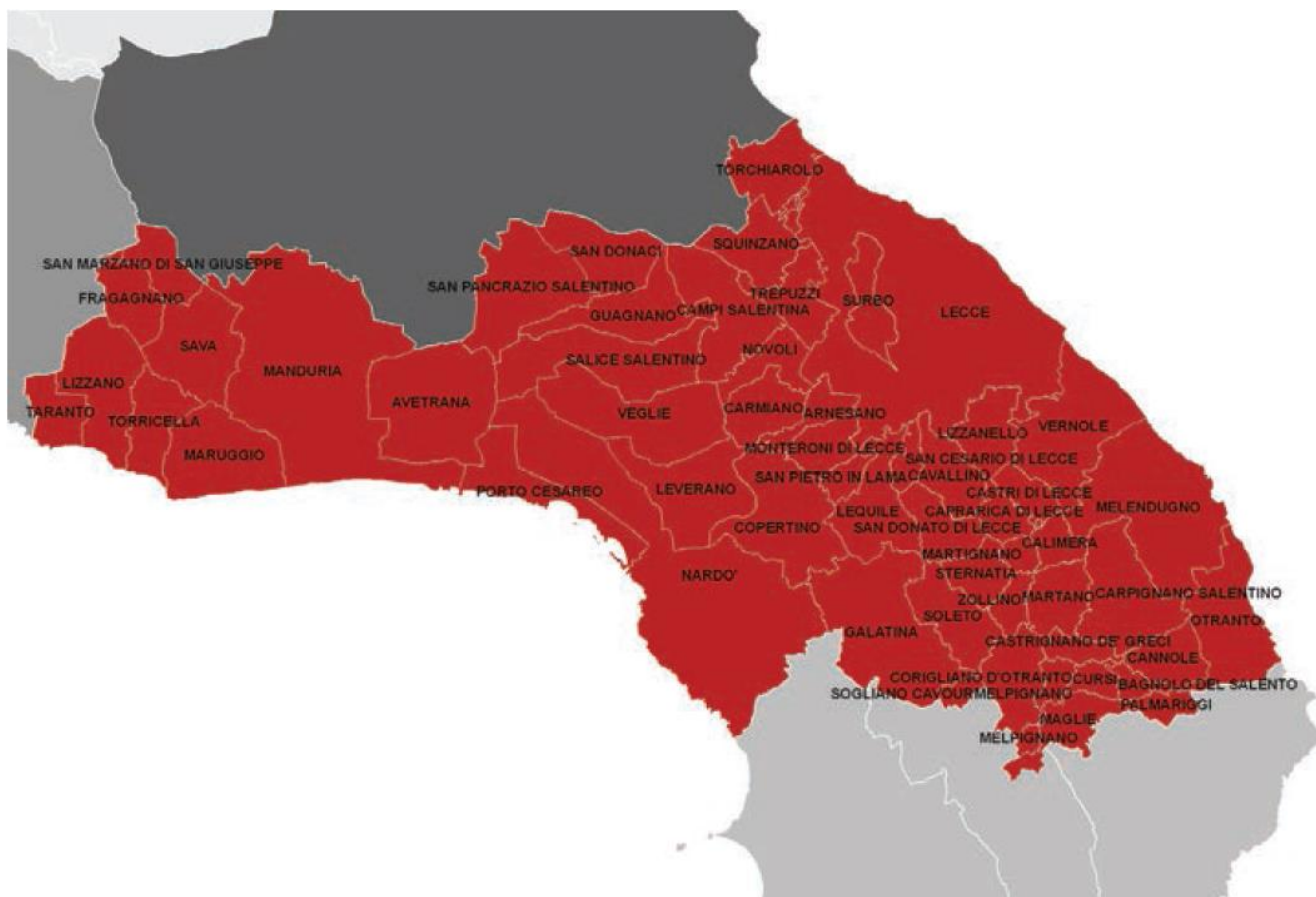 TORCHIAROLO
SQUINZANO
SAN DONACI
SAN MARZANO DI SAN GIUSEPPE
SAN PANCRAZIO SALENTINO
TREPUZZI
FRAGAGNANO
SURBO
CAMPI SALENTINA
LECCE
GUAGNANO
SAVA
NOVOLI
SALICE SALENTINO
MANDURIA
LIZZANO
AVETRANA
CARMIANO
TARANTO
VEGLIE
ARNESANO
TORRICELLA
VERNOLE
LIZZANELLO
MONTERONI DI LECCE
MARUGGIO
SAN CESARIO DI LECCE
SAN PIETRO IN LAMA
CAVALLINO
LEVERANO
PORTO CESAREO
CASTRI DI LECCE
MELENDUGNO
LEQUILE
CAPRARICA DI LECCE
COPERTINO
SAN DONATO DI LECCE
CALIMERA
MARTIGNANO
STERNATIA
NARDO'
CARPIGNANO SALENTINO
MARTANO
ZOLLINO
SOLETO
OTRANTO
GALATINA
CASTRIGNANO DE' GRECI
CANNOLE
CORIGLIANO D'OTRANTO
CURSI
BAGNOLO DEL SALENTO
SOGLIANO CAVOUR
MELPIGNANO
PALMARIGGI
MAGLIE
MELPIGNANO